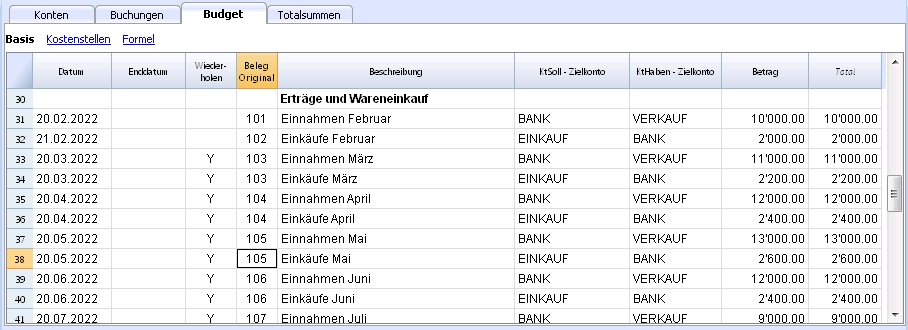 Konten Buchungen Budget Totalsummen
Basis Kostenstellen Formel
Datum Enddatum Wieder-holen Beleg Original Beschreibung KtSoll - Zielkonto KtHaben - Zielkonto Betrag Total
30 Erträge und Wareneinkauf
31 20.02.2022 101 Einnahmen Februar BANK VERKAUF 10'000.00 10'000.00
32 21.02.2022 102 Einkäufe Februar EINKAUF BANK 2'000.00 2'000.00
33 20.03.2022 Y 103 Einnahmen März BANK VERKAUF 11'000.00 11'000.00
34 20.03.2022 Y 103 Einkäufe März EINKAUF BANK 2'200.00 2'200.00
35 20.04.2022 Y 104 Einnahmen April BANK VERKAUF 12'000.00 12'000.00
36 20.04.2022 Y 104 Einkäufe April EINKAUF BANK 2'400.00 2'400.00
37 20.05.2022 Y 105 Einnahmen Mai BANK VERKAUF 13'000.00 13'000.00
38 20.05.2022 Y 105 Einkäufe Mai EINKAUF BANK 2'600.00 2'600.00
39 20.06.2022 Y 106 Einnahmen Juni BANK VERKAUF 12'000.00 12'000.00
40 20.06.2022 Y 106 Einkäufe Juni EINKAUF BANK 2'400.00 2'400.00
41 20.07.2022 Y 107 Einnahmen Juli BANK VERKAUF 9'000.00 9'000.00